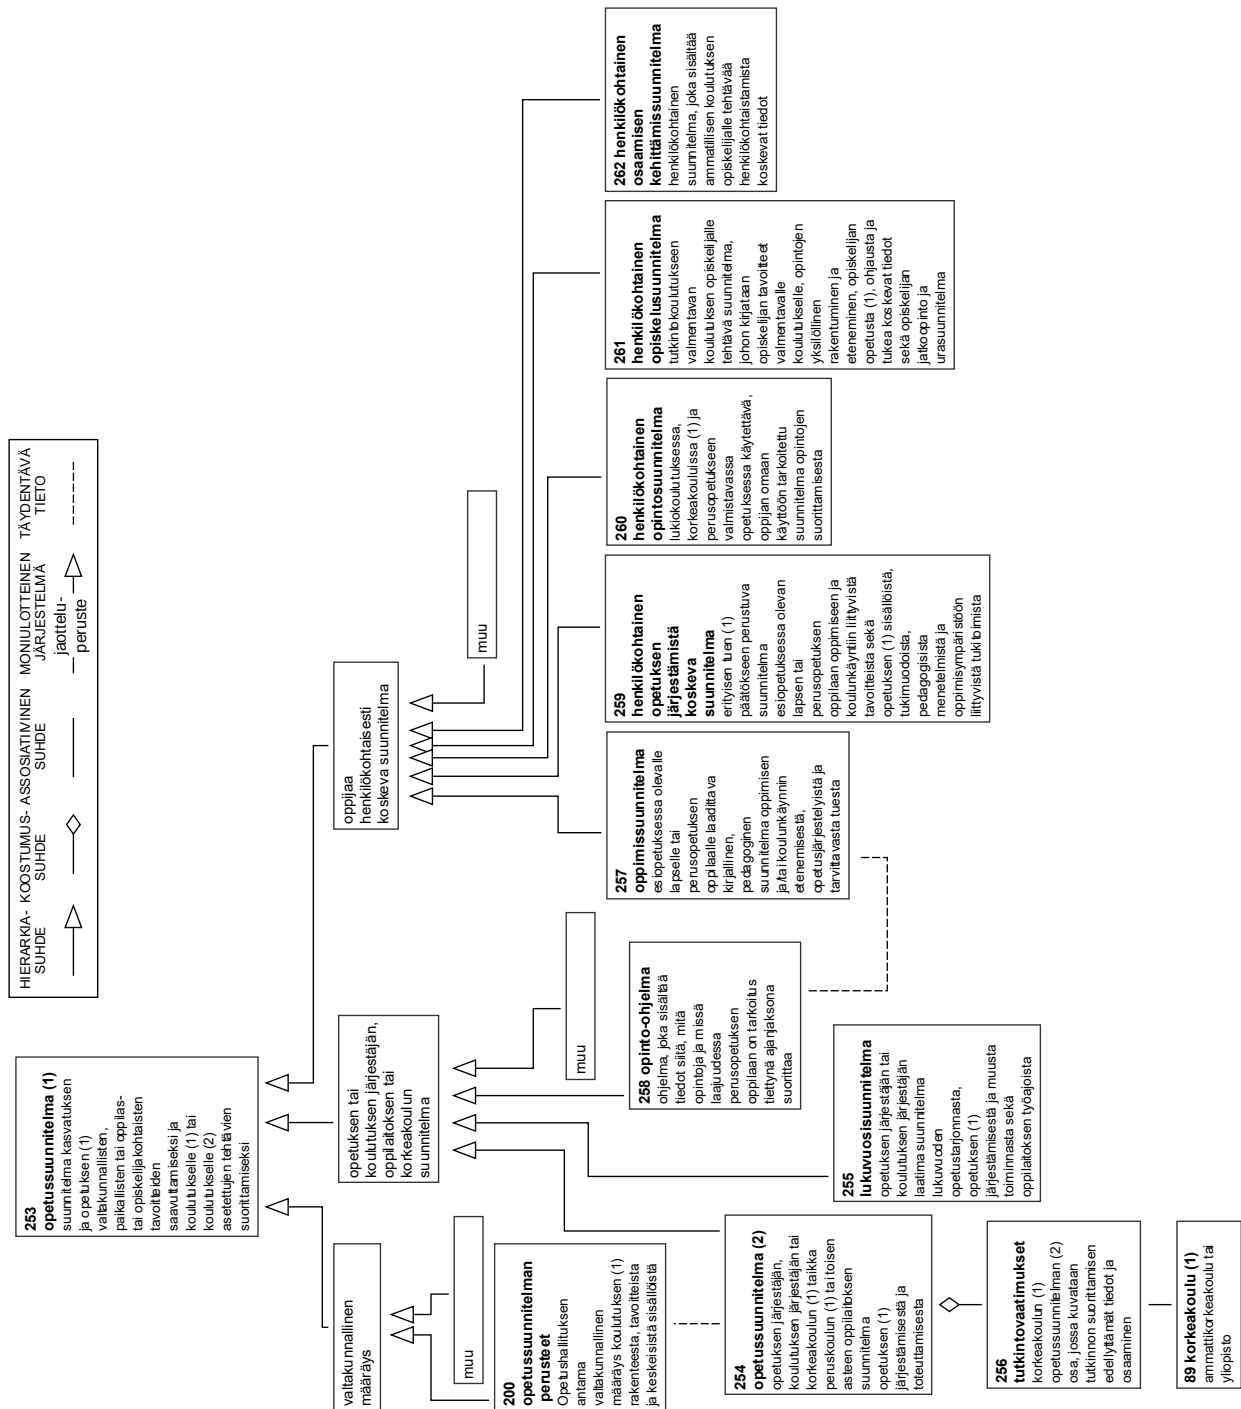 HIERARKIA-
SUHDE
KOOSTUMUS-
SUHDE
ASSOSIATIIVINEN
SUHDE
MONIULOTTEINEN
JÄRJESTELMÄ
jaottelu-
peruste
TÄYDENTÄVÄ
TIETO
253
opetussuunnitelma (1)
suunnitelma kasvatuksen
ja opetuksen (1)
valtakunnallisten,
paikallisten tai oppilas-
tai opiskelijakohtaisten
tavoitteiden
saavuttamiseksi ja
koulutukselle (1) tai
koulutukselle (2)
asetettujen tehtävien
suorittamiseksi
valtakunnallinen
määräys
muu
200
opetussuunnitelman
perusteet
Opetushallituksen
antama
valtakunnallinen
määräys koulutuksen (1)
rakenteesta, tavoitteista
ja keskeisistä sisällöistä
opetuksen tai
koulutuksen järjestäjän,
oppilaitoksen tai
korkeakoulun
suunnitelma
muu
254
opetussuunnitelma (2)
opetuksen järjestäjän,
koulutuksen järjestäjän tai
korkeakoulun (1) taikka
peruskoulun (1) tai toisen
asteen oppilaitoksen
suunnitelma
opetuksen (1)
järjestämisestä ja
toteuttamisesta
256
tutkintovaatimukset
korkeakoulun (1)
opetussuunnitelman (2)
osa, jossa kuvataan
tutkinnon suorittamisen
edellyttämät tiedot ja
osaaminen
89 korkeakoulu (1)
ammattikorkeakoulu tai
yliopisto
255
lukuvuosisuunnitelma
opetuksen järjestäjän tai
koulutuksen järjestäjän
laatima suunnitelma
lukuvuoden
opetustarjonnasta,
opetuksen (1)
järjestämisestä ja muusta
toiminnasta sekä
oppilaitoksen työajoista
258 opinto-ohjelma
ohjelma, joka sisältää
tiedot siitä, mitä
opintoja ja missä
laajuudessa
perusopetuksen
oppilaan on tarkoitus
tiettynä ajanjaksona
suorittaa
oppijaa
henkilökohtaisesti
koskeva suunnitelma
muu
257
oppimissuunnitelma
esiopetuksessa olevalle
lapselle tai
perusopetuksen
oppilaalle laadittava
kirjallinen,
pedagoginen
suunnitelma oppimisen
ja/tai koulunkäynnin
etenemisestä,
opetusjärjestelyistä ja
tarvittavasta tuesta
259
henkilökohtainen
opetuksen
järjestämistä
koskeva
suunnitelma
erityisen tuen (1)
päätökseen perustuva
suunnitelma
esiopetuksessa olevan
lapsen tai
perusopetuksen
oppilaan oppimiseen ja
koulunkäyntiin liittyvistä
tavoitteista sekä
opetuksen (1) sisällöistä,
tukimuodoista,
pedagogisista
menetelmistä ja
oppimisympäristöön
liittyvistä tukitoimista
260
henkilökohtainen
opintosuunnitelma
lukiokoulutuksessa,
korkeakouluissa (1) ja
perusopetukseen
valmistavassa
opetuksessa käytettävä,
oppijan omaan
käyttöön tarkoitettu
suunnitelma opintojen
suorittamisesta
261
henkilökohtainen
opiskelusuunnitelma
tutkintokoulutukseen
valmentavan
koulutuksen opiskelijalle
tehtävä suunnitelma,
johon kirjataan
opiskelijan tavoitteet
valmentavalle
koulutukselle, opintojen
yksilöllinen
rakentuminen ja
eteneminen, opiskelijan
opetusta (1), ohjausta ja
tukea koskevat tiedot
sekä opiskelijan
jatkoopinto ja
urasuunnitelma
262 henkilökohtainen
osaamisen
kehittämissuunnitelma
henkilökohtainen
suunnitelma, joka sisältää
ammatillisen koulutuksen
opiskelijalle tehtävää
henkilökohtaistamista
koskevat tiedot